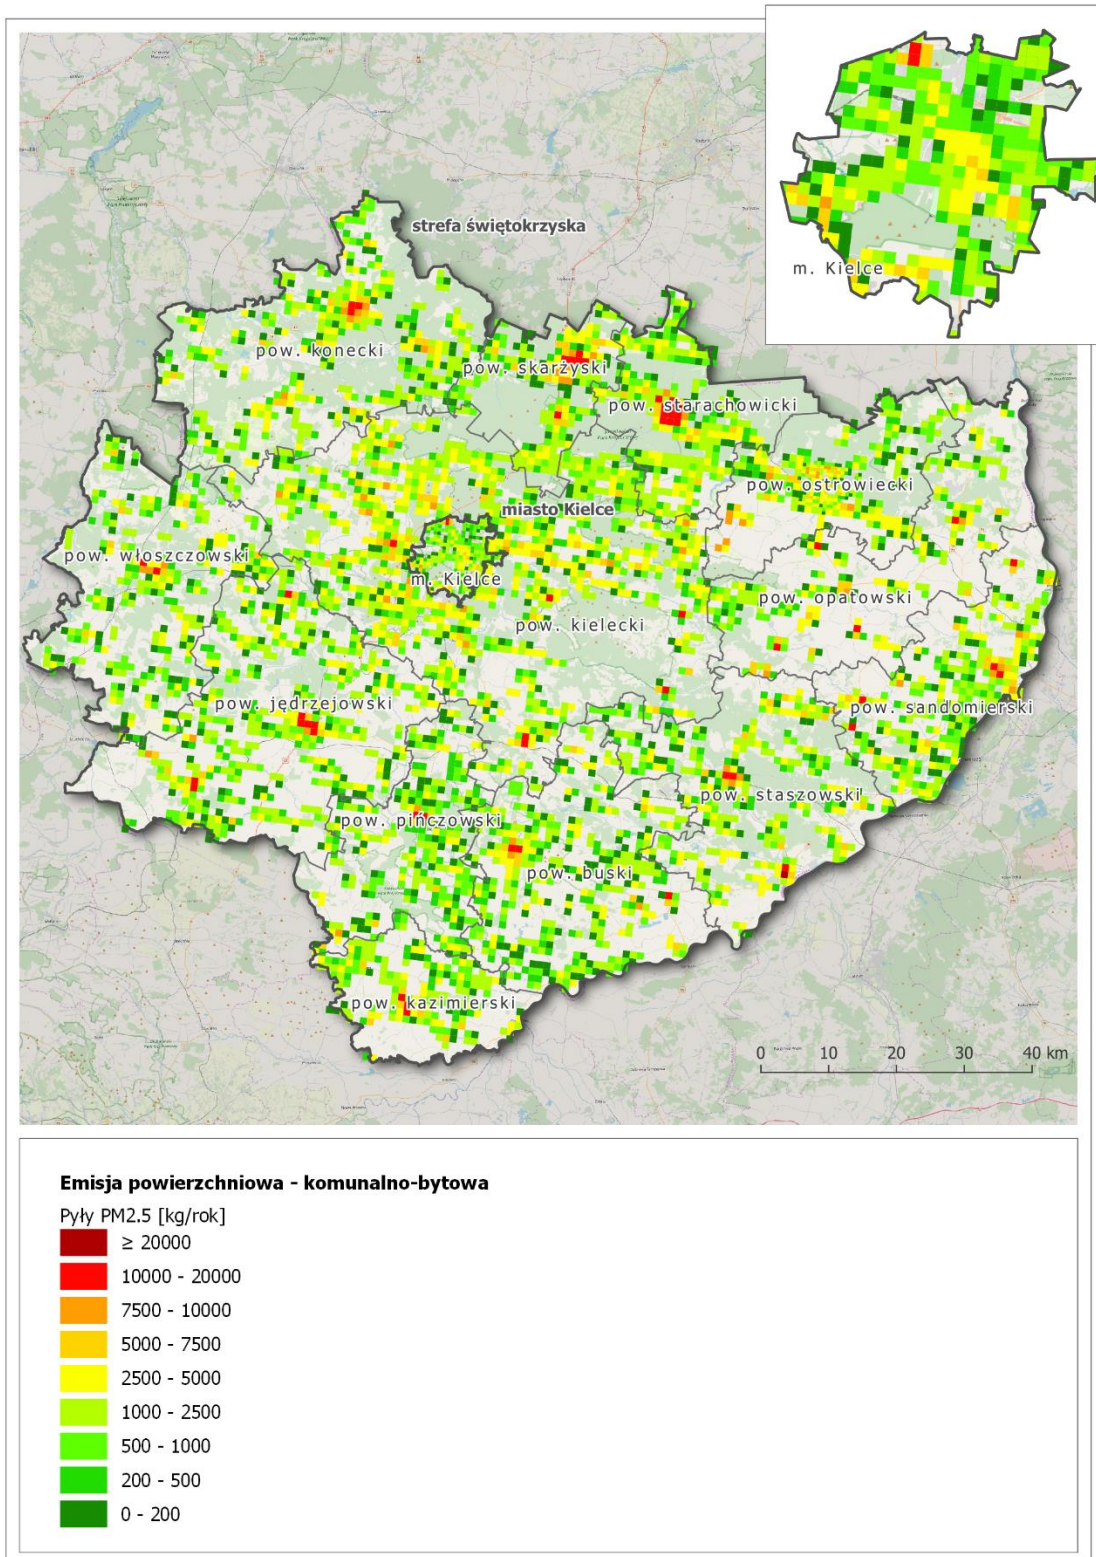 m. Kielce
strefa świętokrzyska
pow. konecki
pow. skarżyski
pow. starachowicki
pow. ostrowiecki
miasto Kielce
pow. włoszczowski
m. Kielce
pow. opatowski
pow. kielecki
pow. jędrzejowski
pow. sandomierski
pow. staszowski
pow. pińczowski
pow. buski
pow. kazimierski
0 10 20 30 40 km
Emisja powierzchniowa - komunalno-bytowa
Pyły PM2.5 [kg/rok]
≥ 20000
10000 - 20000
7500 - 10000
5000 - 7500
2500 - 5000
1000 - 2500
500 - 1000
200 - 500
0 - 200